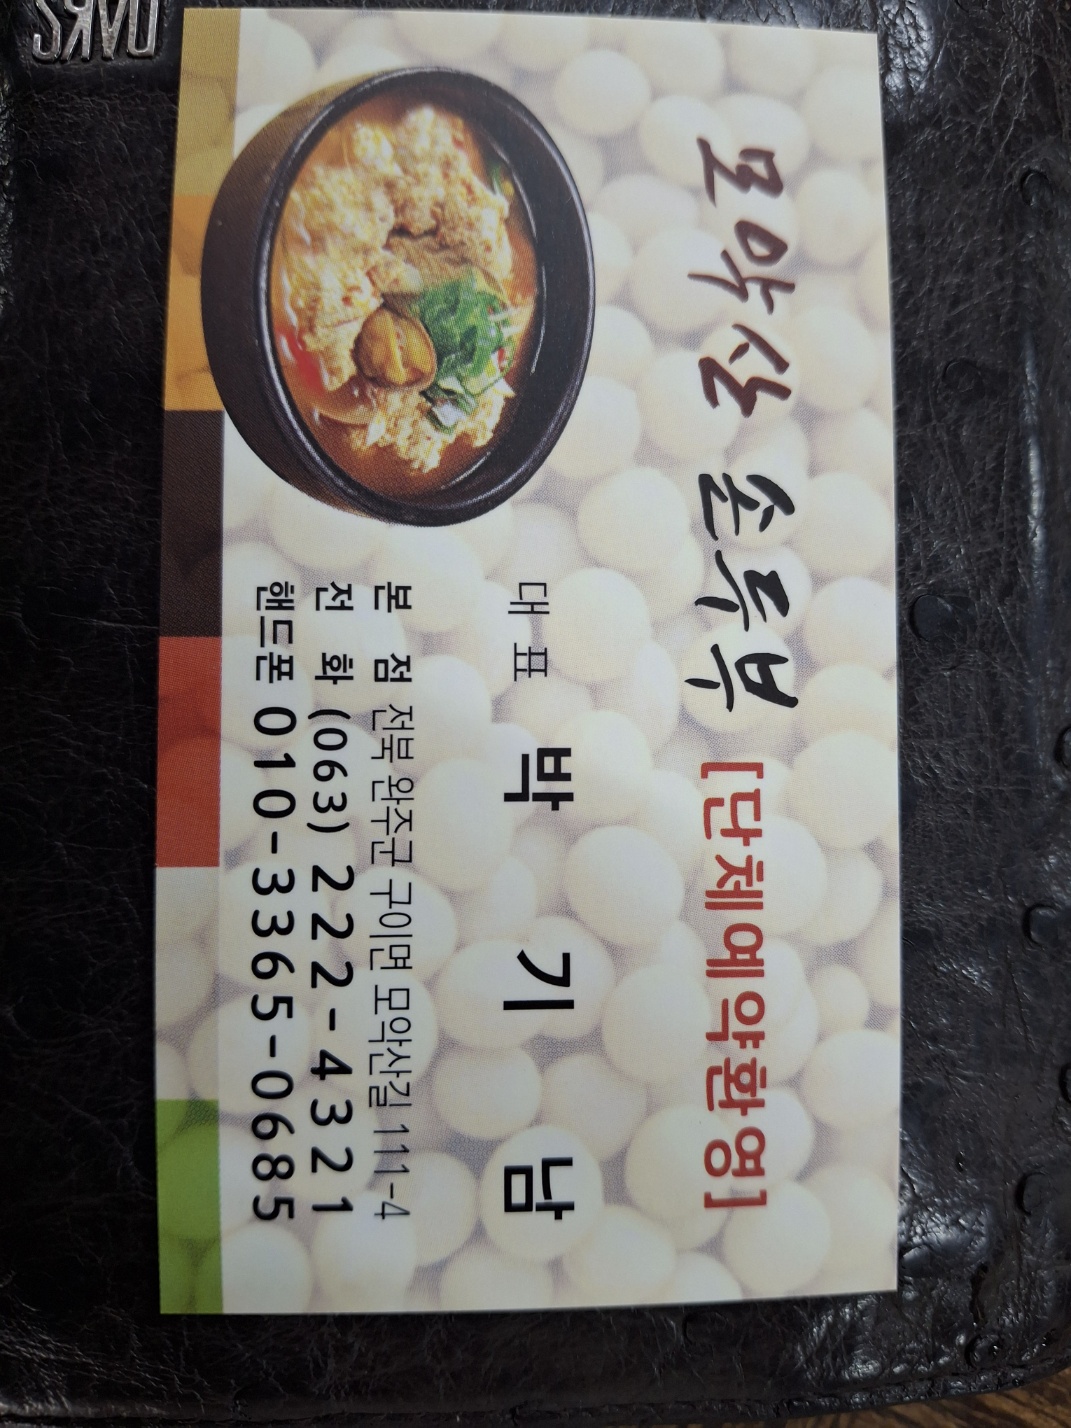 DAKS
모악산 손두부 [단체예약환영]
대표 박기남
본점 전북 완주군 구이면 모악산길 111-4
전화 (063) 222-4321
핸드폰 010-3365-0685